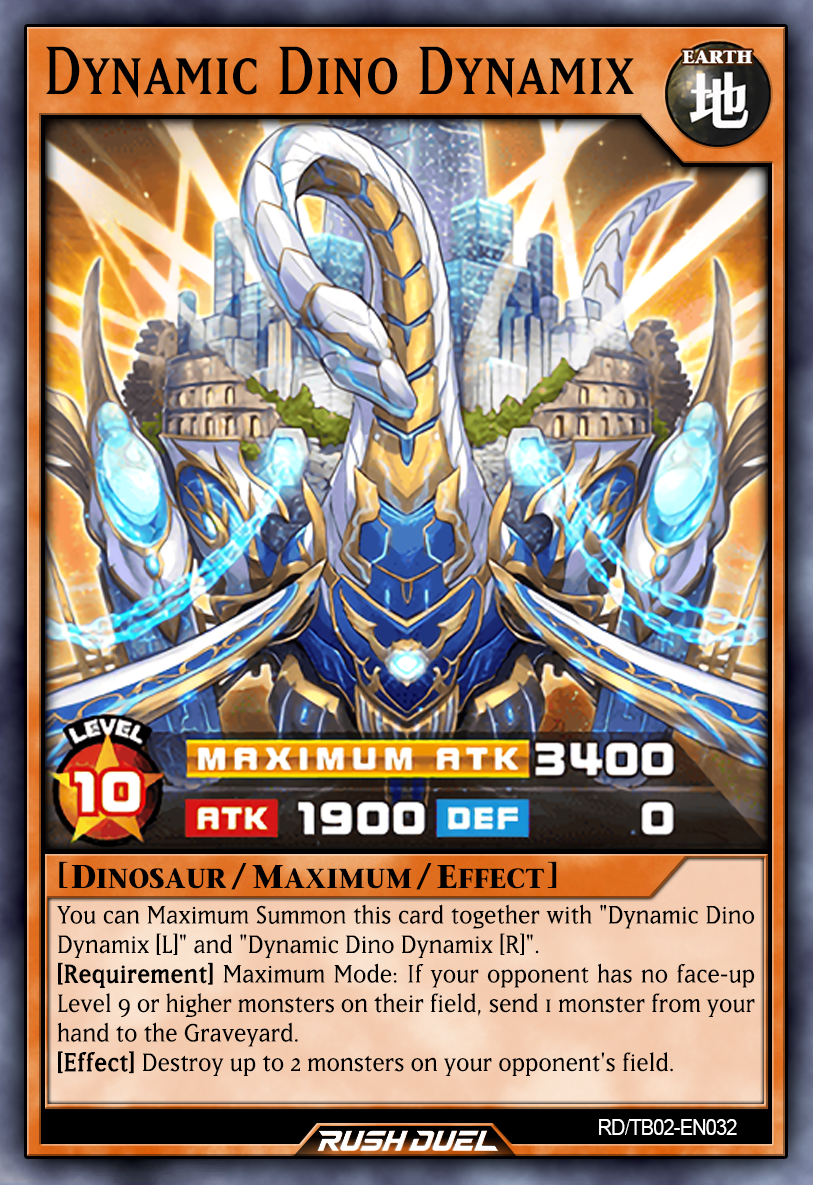 Dynamic Dino Dynamix
EARTH
地
LEVEL
10
MAXIMUM ATK 3400
ATK 1900 DEF 0
[Dinosaur / Maximum / Effect]
You can Maximum Summon this card together with "Dynamic Dino
Dynamix [L]" and "Dynamic Dino Dynamix [R]".
[Requirement] Maximum Mode: If your opponent has no face-up
Level 9 or higher monsters on their field, send 1 monster from your
hand to the Graveyard.
[Effect] Destroy up to 2 monsters on your opponent's field.
RD/TB02-EN032
RUSH DUEL